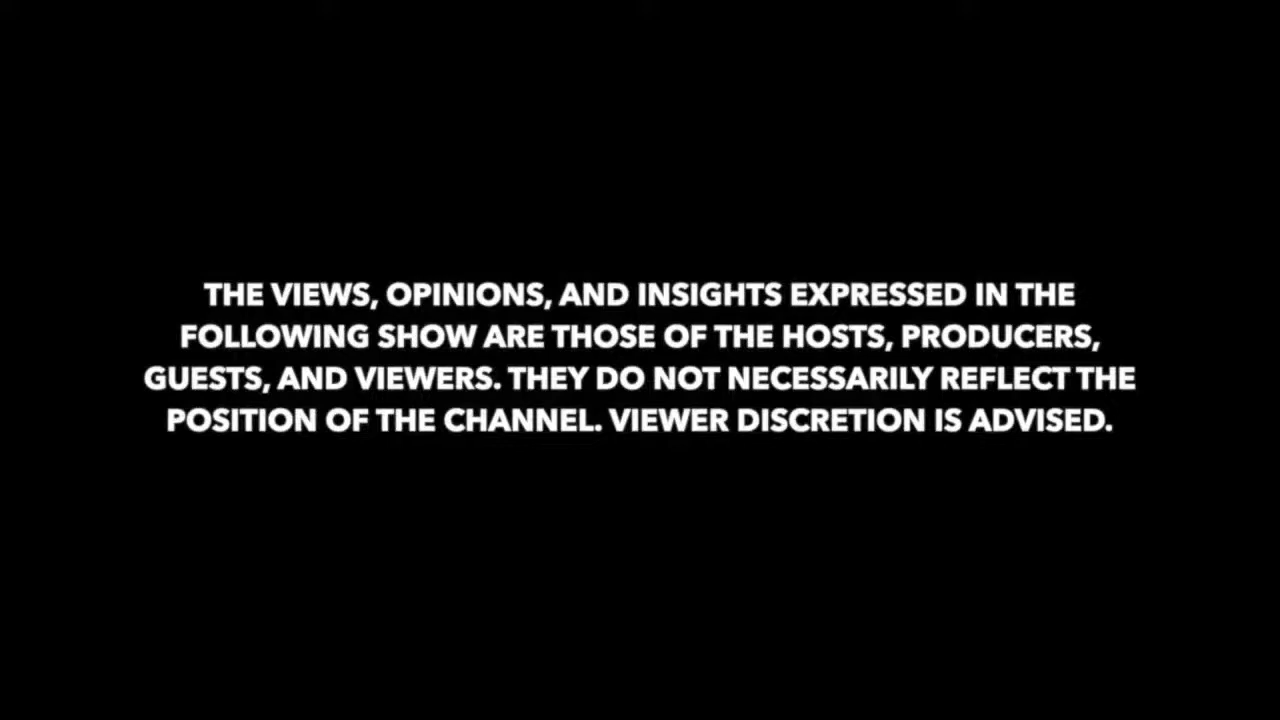 THE VIEWS, OPINIONS, AND INSIGHTS EXPRESSED IN THE
FOLLOWING SHOW ARE THOSE OF THE HOSTS, PRODUCERS,
GUESTS, AND VIEWERS. THEY DO NOT NECESSARILY REFLECT THE
POSITION OF THE CHANNEL. VIEWER DISCRETION IS ADVISED.